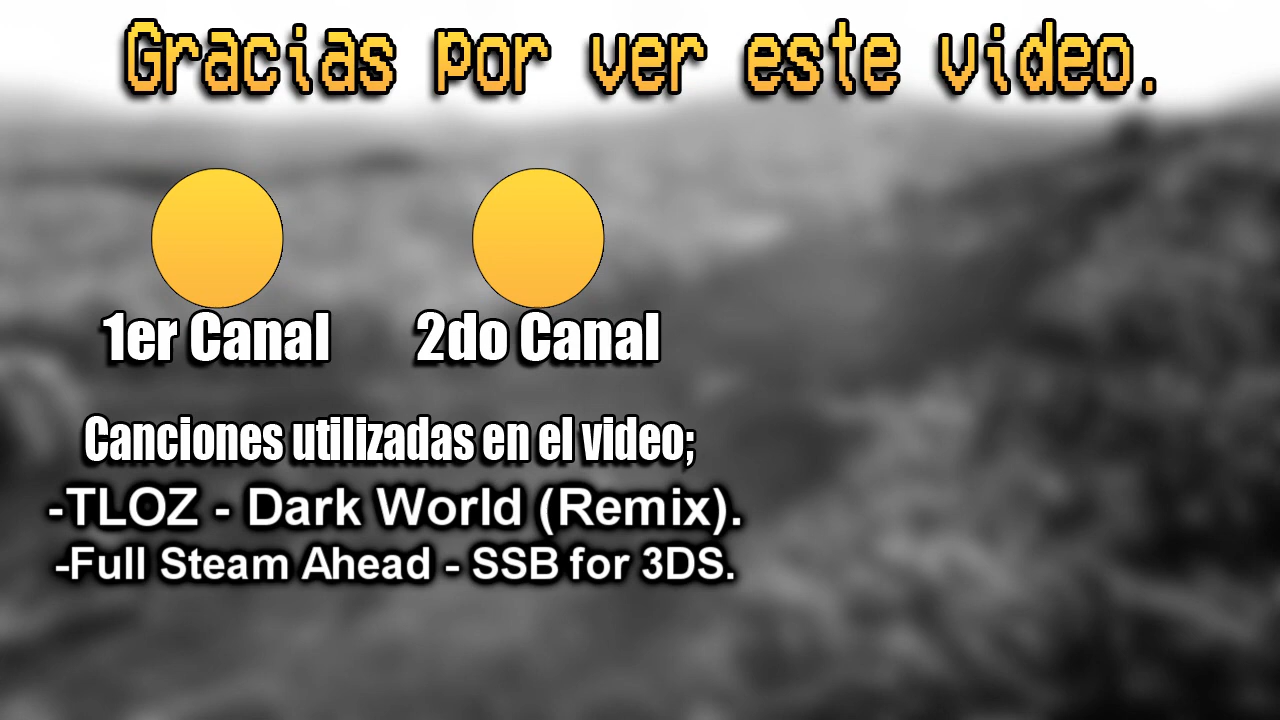 Gracias por ver este video.
1er Canal
2do Canal
Canciones utilizadas en el video;
-TLOZ - Dark World (Remix).
-Full Steam Ahead - SSB for 3DS.